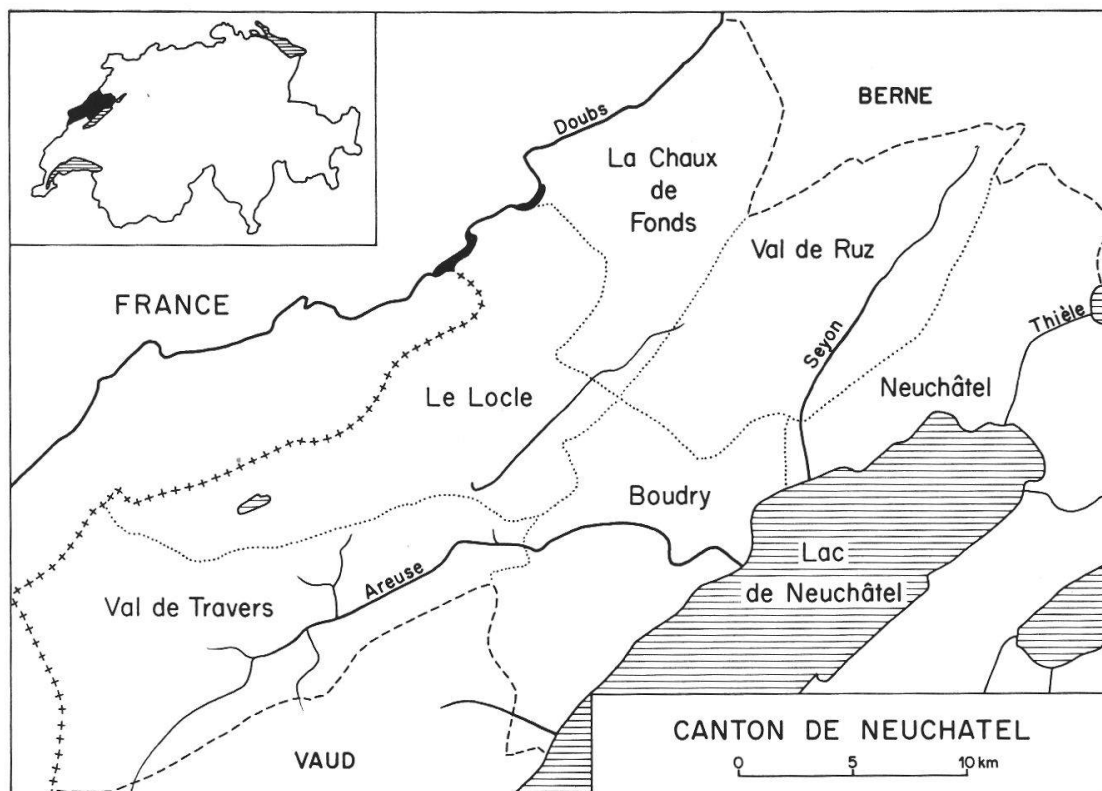 BERNE
Doubs
La Chaux
de
Fonds
Val de Ruz
FRANCE
Thièle
Seyon
Le Locle
Neuchâtel
Boudry
Lac
de Neuchâtel
Areuse
Val de Travers
VAUD
CANTON DE NEUCHATEL
0 5 10 km